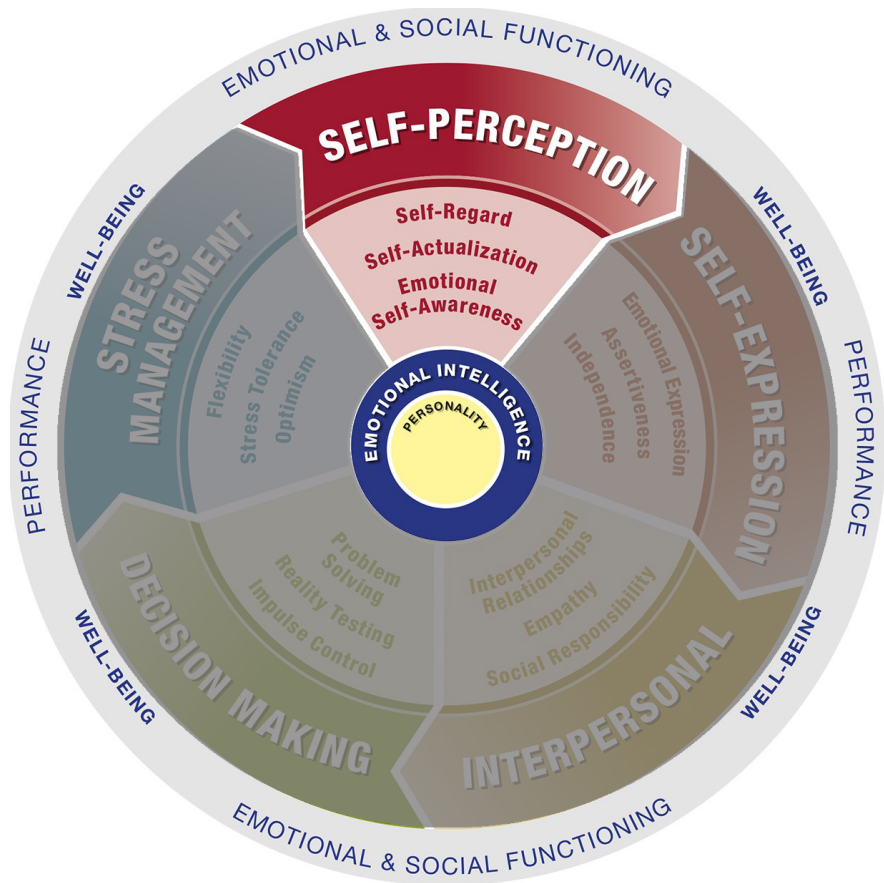 EMOTIONAL & SOCIAL FUNCTIONING
WELL-BEING
WELL-BEING
PERFORMANCE
PERFORMANCE
WELL-BEING
WELL-BEING
EMOTIONAL & SOCIAL FUNCTIONING
SELF-PERCEPTION
Self-Regard
Self-Actualization
Emotional
Self-Awareness
SELF-EXPRESSION
Emotional Expression
Assertiveness
Independence
INTERPERSONAL
Interpersonal
Relationships
Empathy
Social Responsibility
DECISION MAKING
Problem
Solving
Reality Testing
Impulse Control
STRESS
MANAGEMENT
Flexibility
Stress Tolerance
Optimism
EMOTIONAL INTELLIGENCE
PERSONALITY